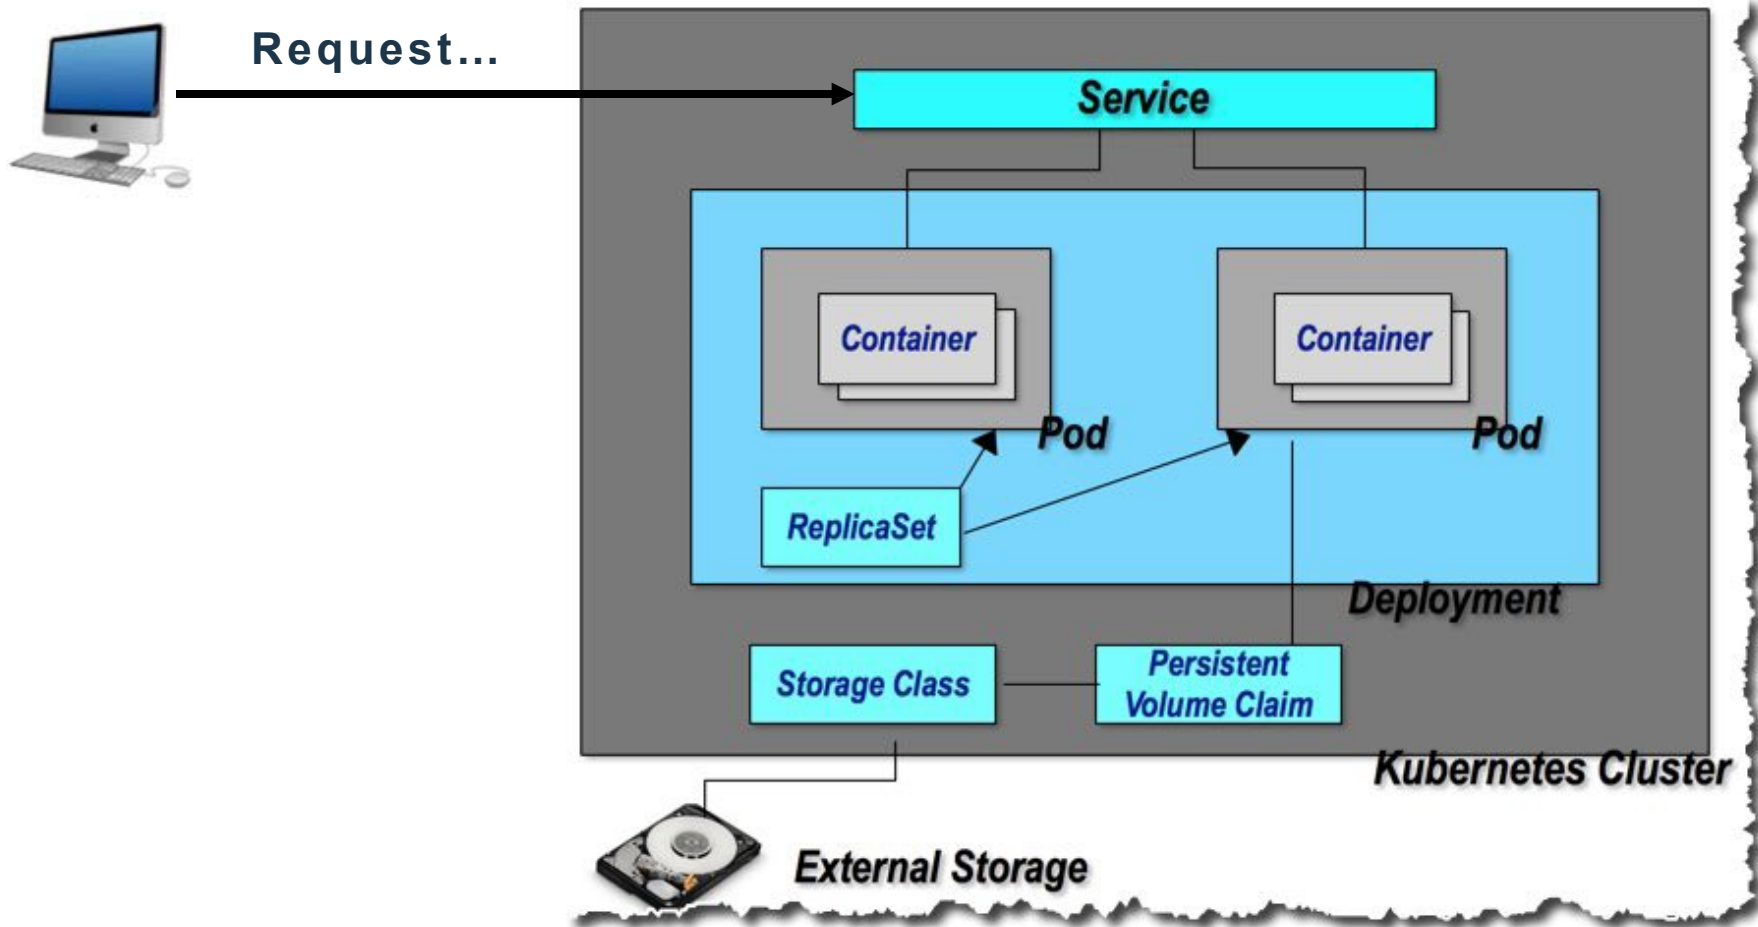 Request...
Service
Container
Container
Pod
Pod
ReplicaSet
Deployment
Storage Class
Persistent
Volume Claim
Kubernetes Cluster
External Storage